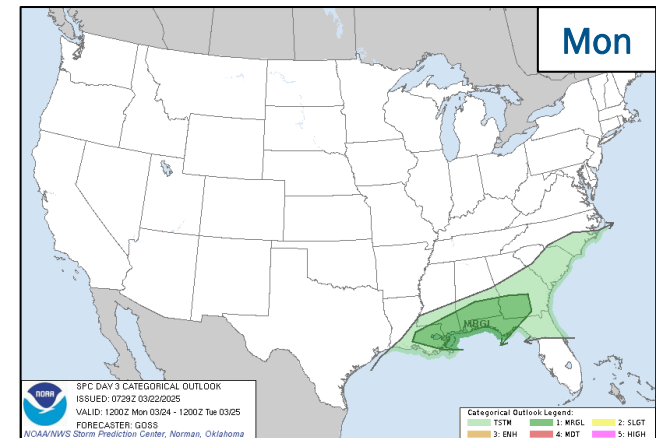 Mon
MRGL
NOAA
SPC DAY 3 CATEGORICAL OUTLOOK
ISSUED: 0729Z 03/22/2025
VALID: 1200Z Mon 03/24 - 1200Z Tue 03/25
FORECASTER: GOSS
NOAA/NWS Storm Prediction Center, Norman, Oklahoma
Categorical Outlook Legend:
TSTM 1: MRGL 2: SLGT
3: ENH 4: MDT 5: HIGH